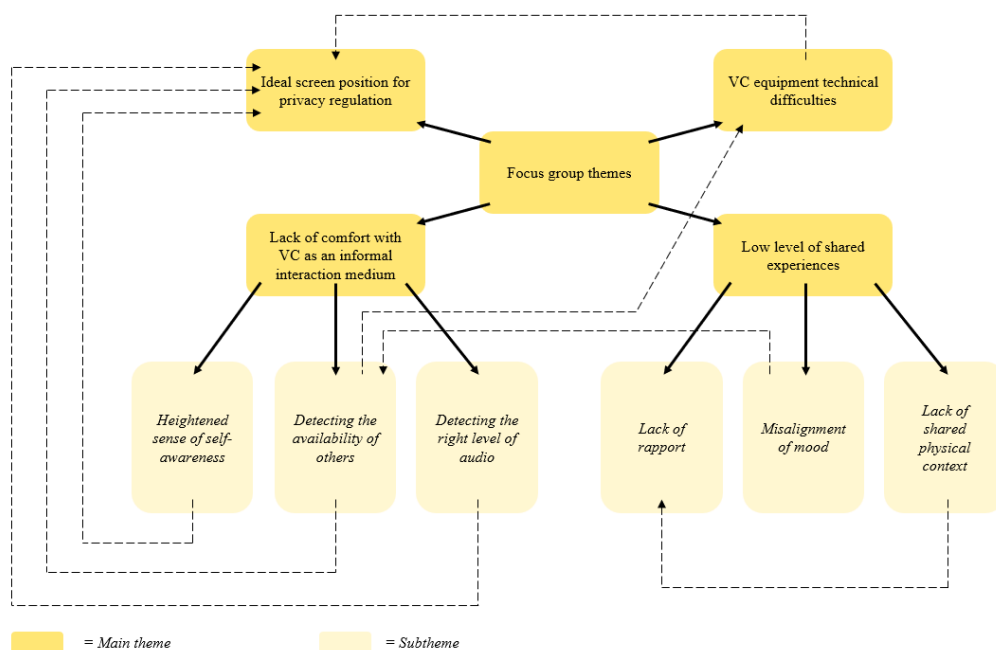 Ideal screen position for
privacy regulation
VC equipment technical
difficulties
Focus group themes
Lack of comfort with
VC as an informal
interaction medium
Low level of shared
experiences
Heightened
sense of self-
awareness
Detecting the
availability of
others
Detecting the
right level of
audio
Lack of
rapport
Misalignment
of mood
Lack of
shared
physical
context
= Main theme
= Subtheme